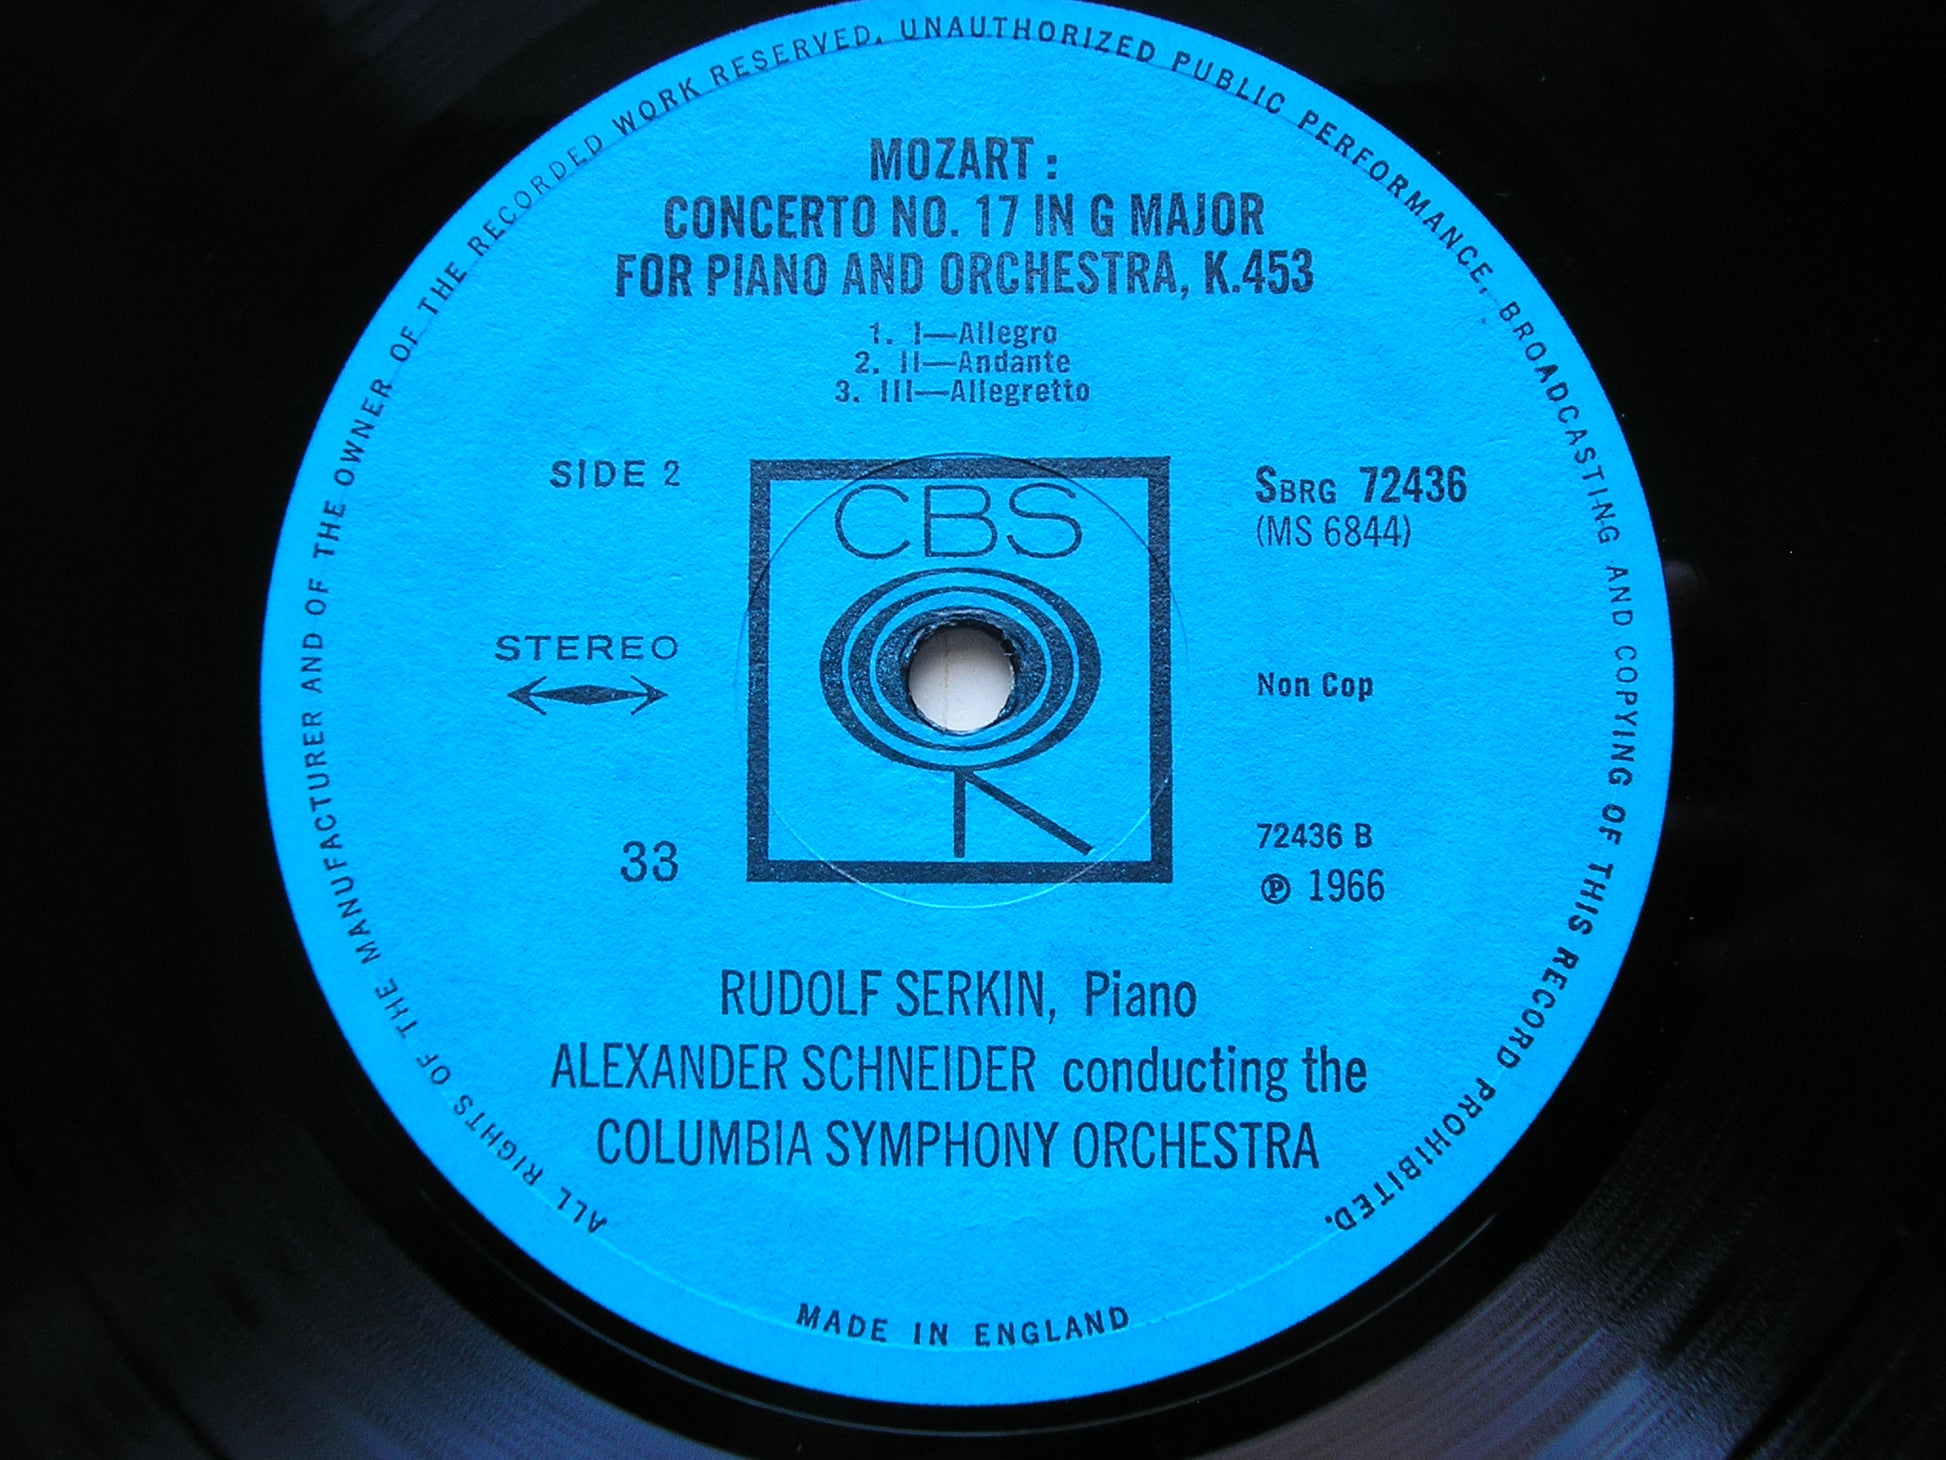 ALL RIGHTS OF THE MANUFACTURER AND OF THE OWNER OF THE RECORDED WORK RESERVED. UNAUTHORIZED PUBLIC PERFORMANCE, BROADCASTING AND COPYING OF THIS RECORD PROHIBITED.
MOZART :
CONCERTO NO. 17 IN G MAJOR
FOR PIANO AND ORCHESTRA, K.453
1. I—Allegro
2. II—Andante
3. III—Allegretto
SIDE 2
CBS
SBRG 72436
(MS 6844)
STEREO
Non Cop
33
72436 B
℗ 1966
RUDOLF SERKIN, Piano
ALEXANDER SCHNEIDER conducting the
COLUMBIA SYMPHONY ORCHESTRA
MADE IN ENGLAND